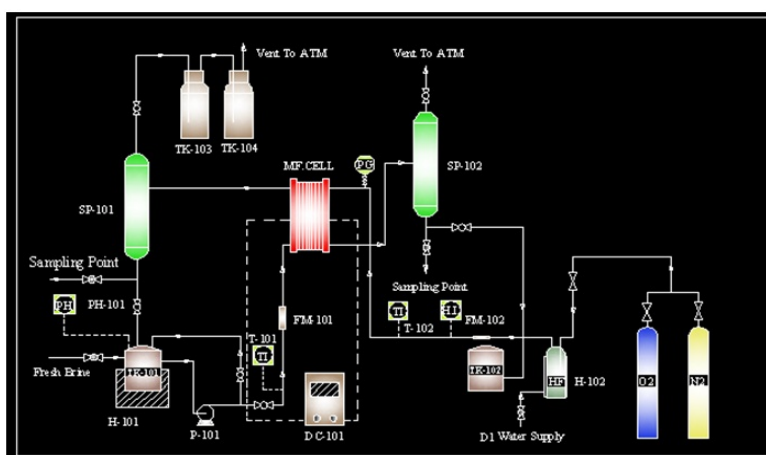 Vent To ATM
Vent To ATM
TK-103
TK-104
MF.CELL
PG
SP-102
SP-101
Sampling Point
Sampling Point
PH
PH-101
TI
H.I.
FM-102
T-102
FM-101
T-101
TI
TK-101
TK-102
HF
H-102
O2
N2
Fresh Brine
H-101
P-101
DC-101
D1 Water Supply